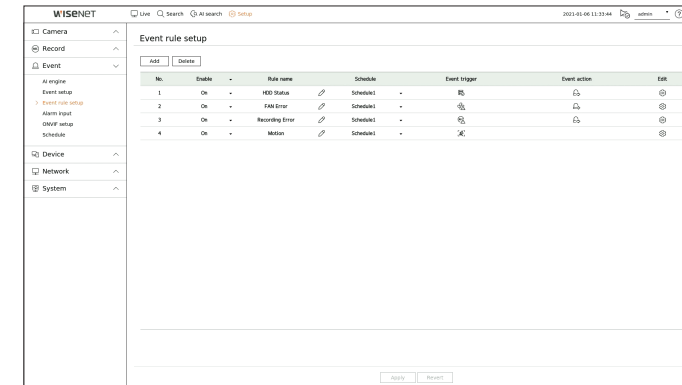 WISENET
Live Search AI search Setup 2021-01-06 11:33:44 admin ?
Camera
Record
Event
AI engine
Event setup
> Event rule setup
Alarm input
ONVIF setup
Schedule
Device
Network
System
Event rule setup
Add Delete
No. Enable Rule name Schedule Event trigger Event action Edit
1 On HDD Status Schedule1
2 On FAN Error Schedule1
3 On Recording Error Schedule1
4 On Motion Schedule1
Apply Revert